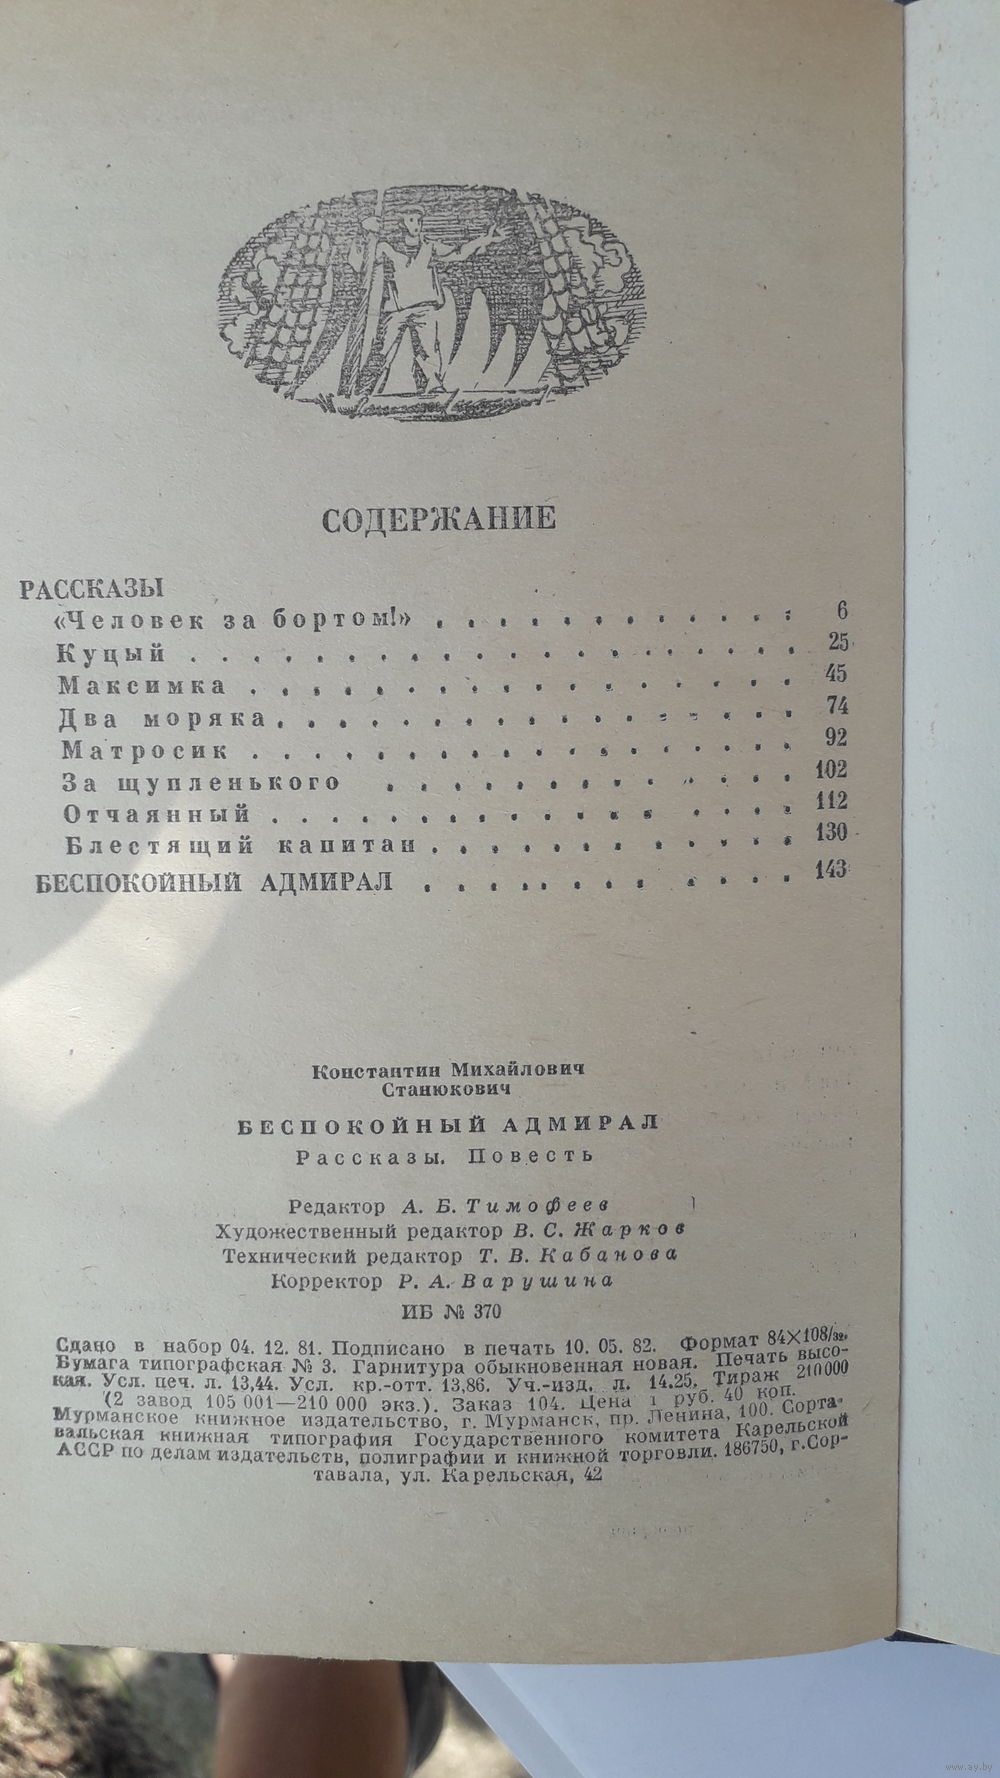 СОДЕРЖАНИЕ
РАССКАЗЫ
«Человек за бортом!» . . . . . . . . . . . . 6
Куцый . . . . . . . . . . . . . . . . . . . . 25
Максимка . . . . . . . . . . . . . . . . . . 45
Два моряка . . . . . . . . . . . . . . . . . 74
Матросик . . . . . . . . . . . . . . . . . . 92
За щупленького . . . . . . . . . . . . . 102
Отчаянный . . . . . . . . . . . . . . . . 112
Блестящий капитан . . . . . . . . . . . . 130
БЕСПОКОЙНЫЙ АДМИРАЛ . . . . . . . . . . . . 143
Константин Михайлович
Станюкович
БЕСПОКОЙНЫЙ АДМИРАЛ
Рассказы. Повесть
Редактор А. Б. Тимофеев
Художественный редактор В. С. Жарков
Технический редактор Т. В. Кабанова
Корректор Р. А. Варушина
ИБ № 370
Сдано в набор 04. 12. 81. Подписано в печать 10. 05. 82. Формат 84×108/32.
Бумага типографская № 3. Гарнитура обыкновенная новая. Печать высо-
кая. Усл. печ. л. 13,44. Усл. кр.-отт. 13,86. Уч.-изд. л. 14.25. Тираж 210000
(2 завод 105 001—210 000 экз.). Заказ 104. Цена 1 руб. 40 коп.
Мурманское книжное издательство, г. Мурманск, пр. Ленина, 100. Сорта-
вальская книжная типография Государственного комитета Карельской
АССР по делам издательств, полиграфии и книжной торговли. 186750, г. Сор-
тавала, ул. Карельская, 42
www.ay.by